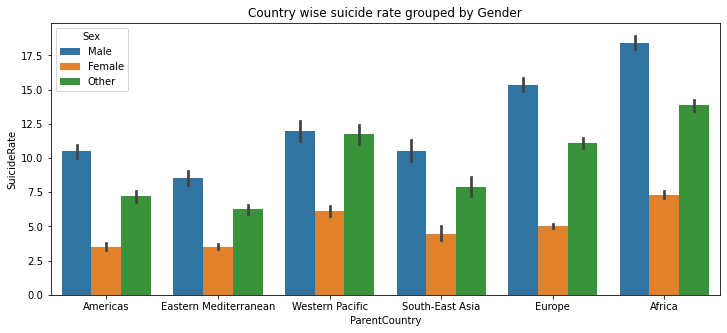 Country wise suicide rate grouped by Gender
Sex
Male
Female
Other
SuicideRate
17.5
15.0
12.5
10.0
7.5
5.0
2.5
0.0
Americas Eastern Mediterranean Western Pacific South-East Asia Europe Africa
ParentCountry